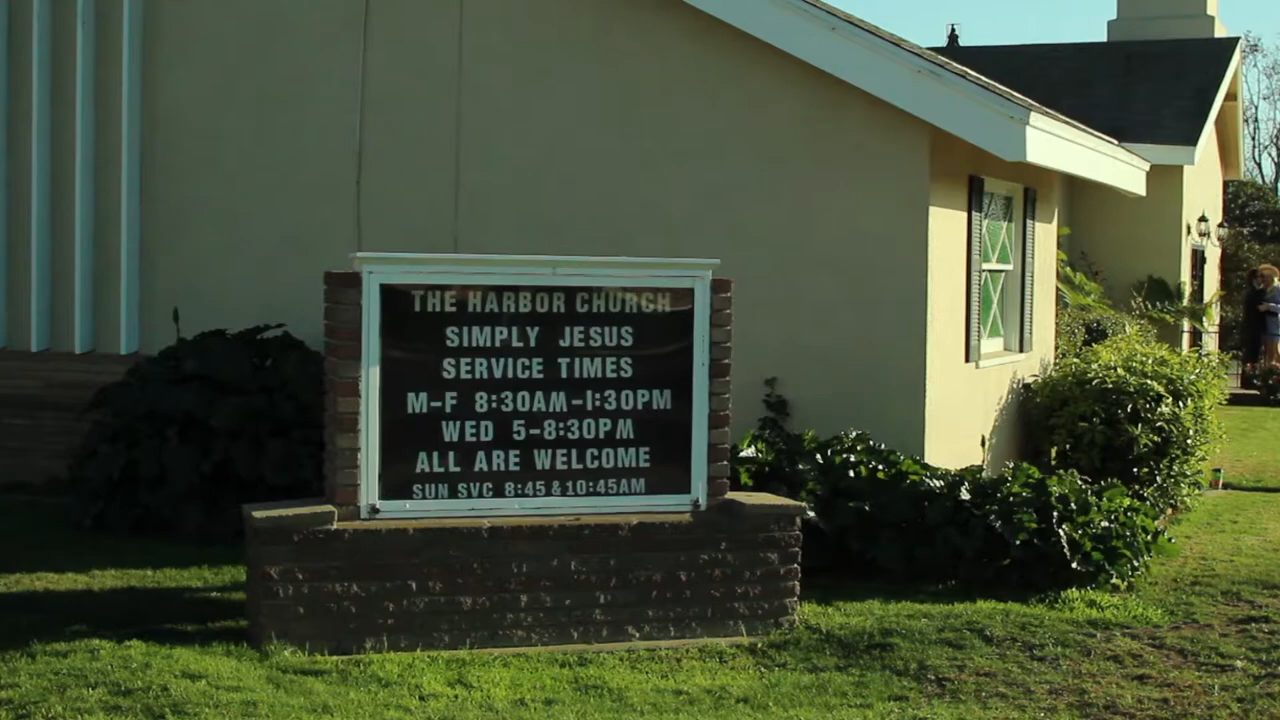 THE HARBOR CHURCH
SIMPLY JESUS
SERVICE TIMES
M-F 8:30AM-1:30PM
WED 5-8:30PM
ALL ARE WELCOME
SUN SVC 8:45 & 10:45AM